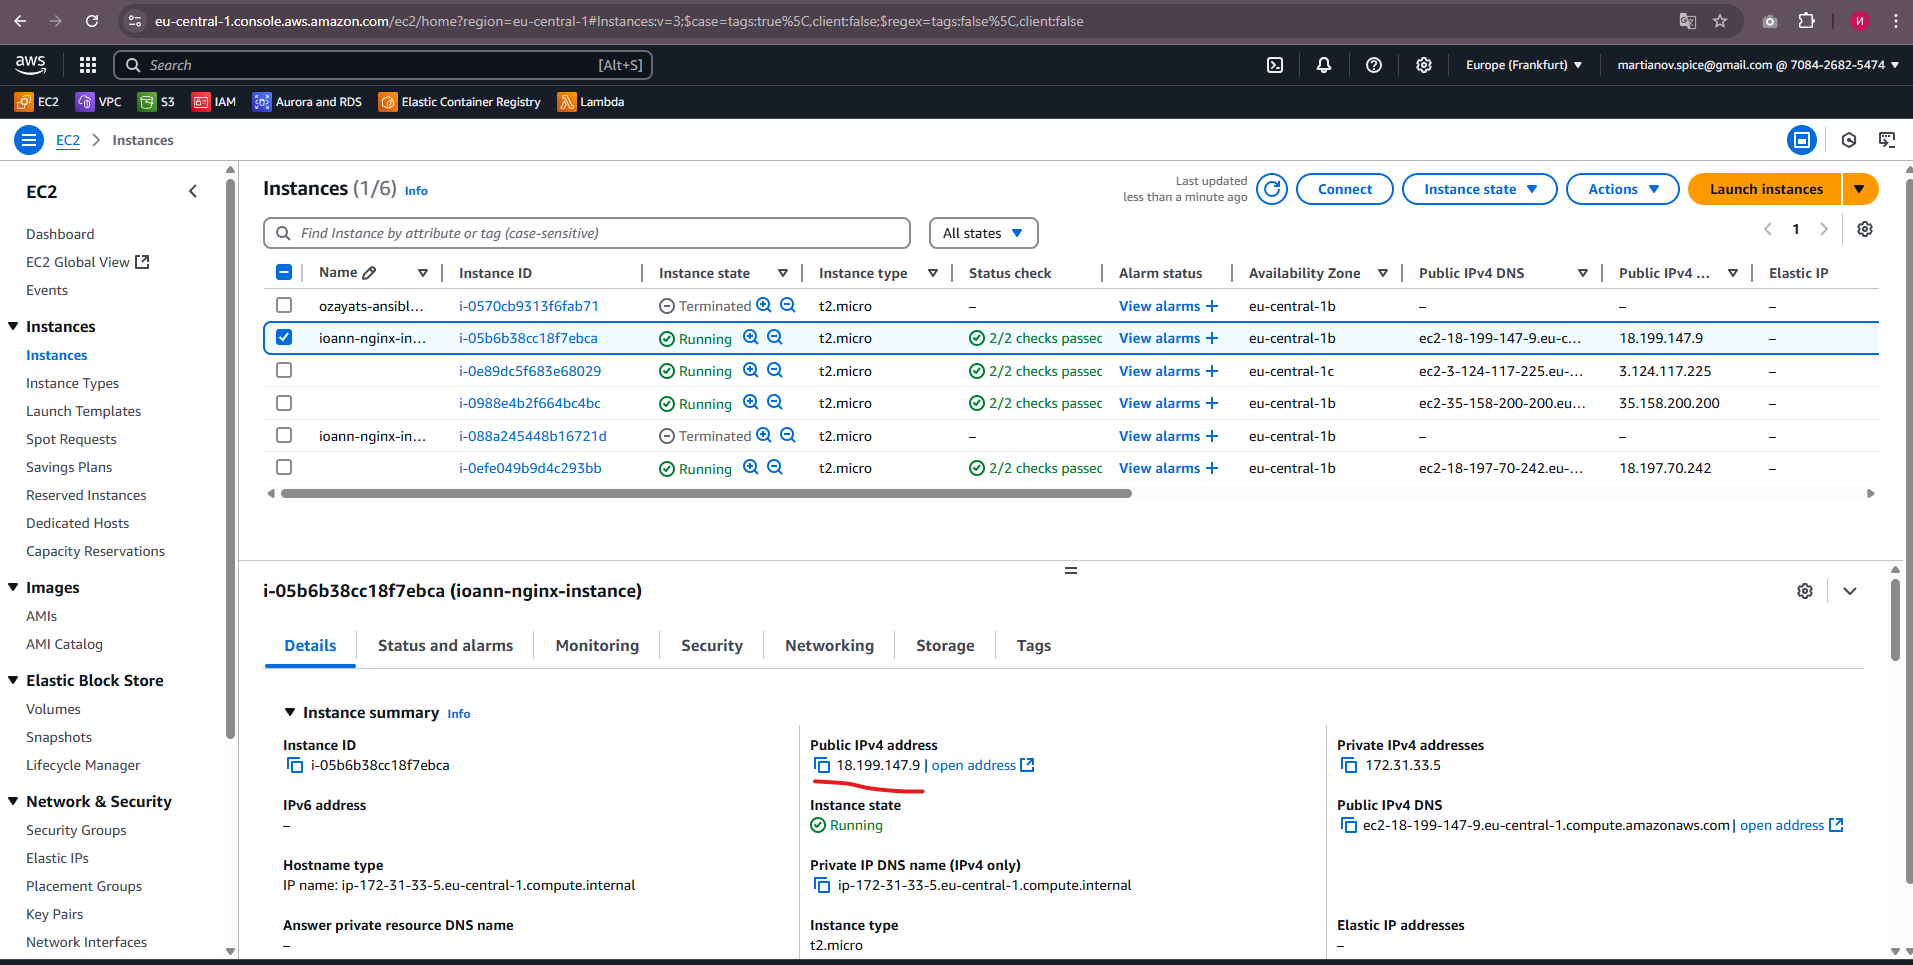 eu-central-1.console.aws.amazon.com/ec2/home?region=eu-central-1#Instances:v=3;$case=tags:true%5C,client:false;$regex=tags:false%5C,client:false
И
aws
Search [Alt+S]
Europe (Frankfurt)
martianov.spice@gmail.com @ 7084-2682-5474
EC2 VPC S3 IAM Aurora and RDS Elastic Container Registry Lambda
EC2 Instances
EC2
Dashboard
EC2 Global View
Events
Instances
Instances
Instance Types
Launch Templates
Spot Requests
Savings Plans
Reserved Instances
Dedicated Hosts
Capacity Reservations
Images
AMIs
AMI Catalog
Elastic Block Store
Volumes
Snapshots
Lifecycle Manager
Network & Security
Security Groups
Elastic IPs
Placement Groups
Key Pairs
Network Interfaces
Instances (1/6) Info
Last updated
less than a minute ago
Connect Instance state Actions Launch instances
Find Instance by attribute or tag (case-sensitive)
All states
1
Name Instance ID Instance state Instance type Status check Alarm status Availability Zone Public IPv4 DNS Public IPv4 ... Elastic IP
ozayats-ansibl... i-0570cb9313f6fab71 Terminated t2.micro – View alarms + eu-central-1b – – –
ioann-nginx-in... i-05b6b38cc18f7ebca Running t2.micro 2/2 checks passec View alarms + eu-central-1b ec2-18-199-147-9.eu-c... 18.199.147.9 –
i-0e89dc5f683e68029 Running t2.micro 2/2 checks passec View alarms + eu-central-1c ec2-3-124-117-225.eu-... 3.124.117.225 –
i-0988e4b2f664bc4bc Running t2.micro 2/2 checks passec View alarms + eu-central-1b ec2-35-158-200-200.eu... 35.158.200.200 –
ioann-nginx-in... i-088a245448b16721d Terminated t2.micro – View alarms + eu-central-1b – – –
i-0efe049b9d4c293bb Running t2.micro 2/2 checks passec View alarms + eu-central-1b ec2-18-197-70-242.eu-... 18.197.70.242 –
i-05b6b38cc18f7ebca (ioann-nginx-instance)
Details Status and alarms Monitoring Security Networking Storage Tags
Instance summary Info
Instance ID
i-05b6b38cc18f7ebca
IPv6 address
–
Hostname type
IP name: ip-172-31-33-5.eu-central-1.compute.internal
Answer private resource DNS name
–
Public IPv4 address
18.199.147.9 | open address
Instance state
Running
Private IP DNS name (IPv4 only)
ip-172-31-33-5.eu-central-1.compute.internal
Instance type
t2.micro
Private IPv4 addresses
172.31.33.5
Public IPv4 DNS
ec2-18-199-147-9.eu-central-1.compute.amazonaws.com | open address
Elastic IP addresses
–